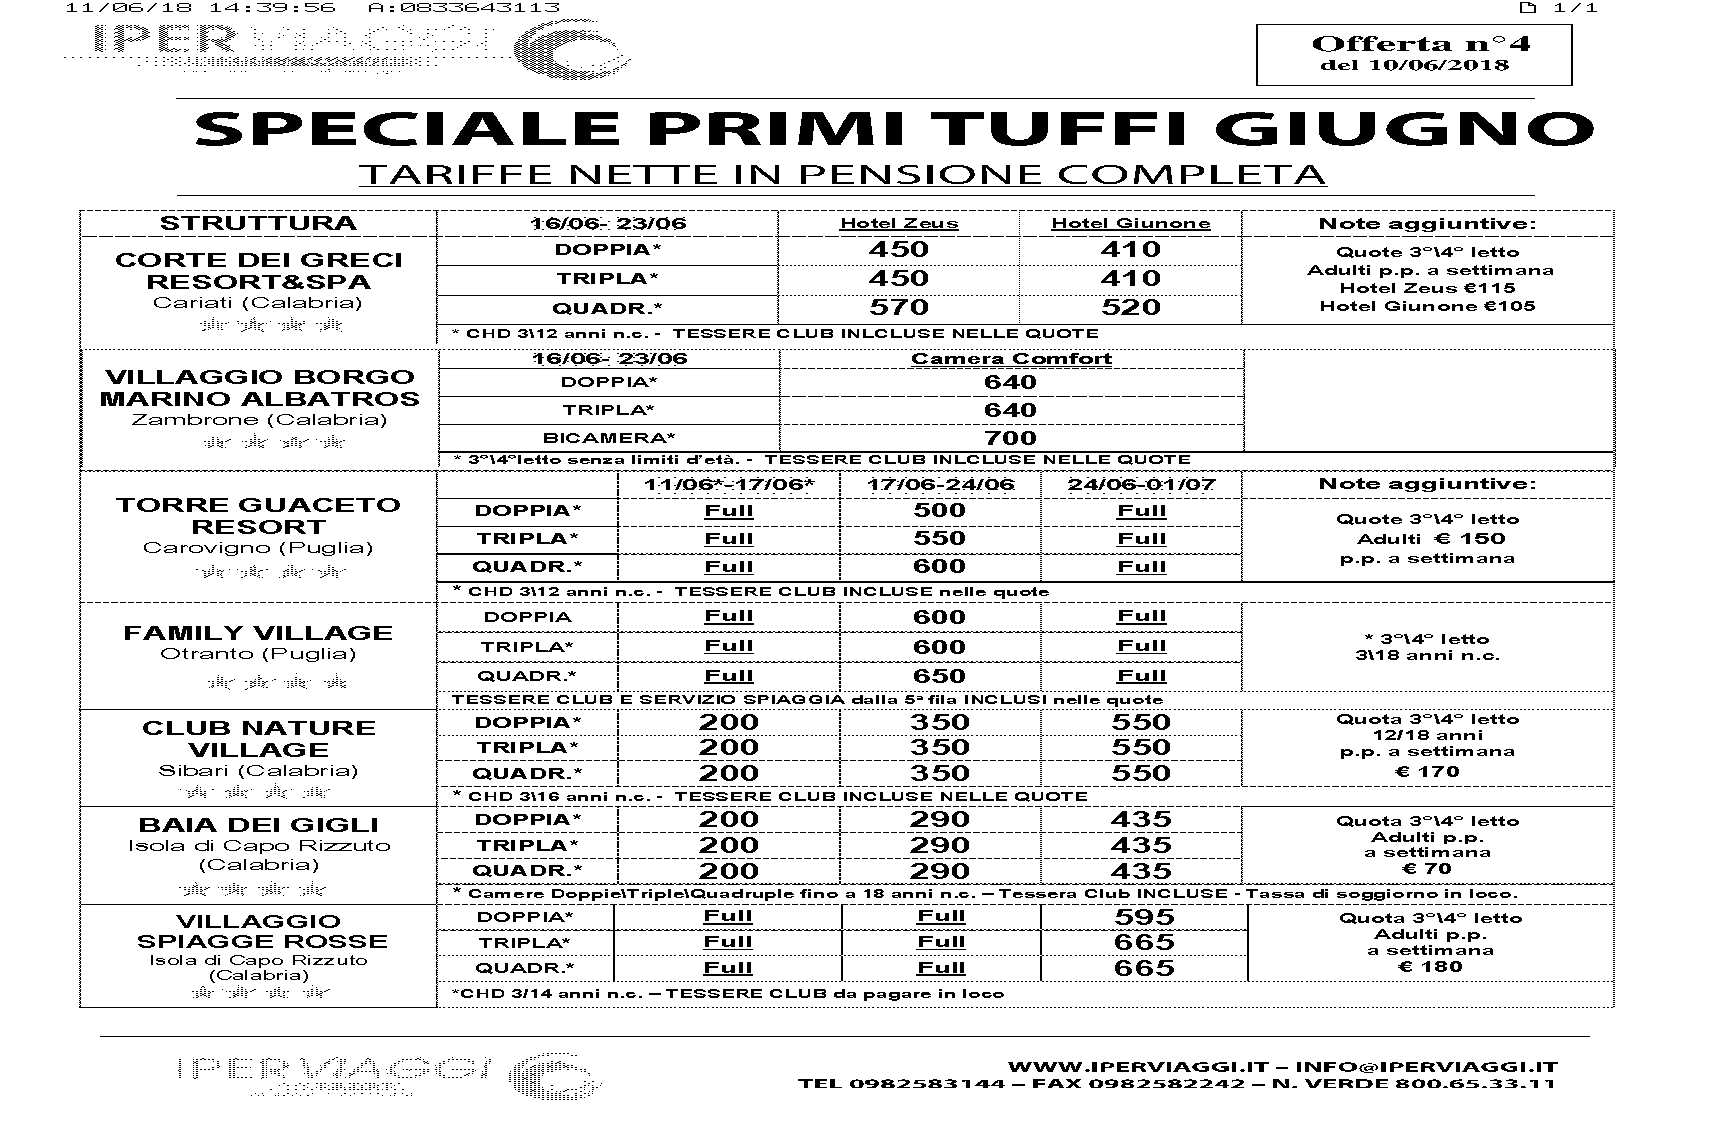 11/06/18 14:39:56 A:0833643113 1/1
IPERVIAGGI
Offerta n°4
del 10/06/2018
SPECIALE PRIMI TUFFI GIUGNO
TARIFFE NETTE IN PENSIONE COMPLETA
STRUTTURA 16/06- 23/06 Hotel Zeus Hotel Giunone Note aggiuntive:
CORTE DEI GRECI
RESORT&SPA
Cariati (Calabria)
DOPPIA* 450 410
TRIPLA* 450 410
QUADR.* 570 520
Quote 3°\4° letto
Adulti p.p. a settimana
Hotel Zeus €115
Hotel Giunone €105
* CHD 3\12 anni n.c. - TESSERE CLUB INLCLUSE NELLE QUOTE
VILLAGGIO BORGO
MARINO ALBATROS
Zambrone (Calabria)
16/06- 23/06 Camera Comfort
DOPPIA* 640
TRIPLA* 640
BICAMERA* 700
* 3°\4°letto senza limiti d'età. - TESSERE CLUB INLCLUSE NELLE QUOTE
TORRE GUACETO
RESORT
Carovigno (Puglia)
11/06*-17/06* 17/06-24/06 24/06-01/07 Note aggiuntive:
DOPPIA* Full 500 Full
TRIPLA* Full 550 Full
QUADR.* Full 600 Full
Quote 3°\4° letto
Adulti € 150
p.p. a settimana
* CHD 3\12 anni n.c. - TESSERE CLUB INCLUSE nelle quote
FAMILY VILLAGE
Otranto (Puglia)
DOPPIA Full 600 Full
TRIPLA* Full 600 Full
QUADR.* Full 650 Full
* 3°\4° letto
3\18 anni n.c.
TESSERE CLUB E SERVIZIO SPIAGGIA dalla 5ª fila INCLUSI nelle quote
CLUB NATURE
VILLAGE
Sibari (Calabria)
DOPPIA* 200 350 550
TRIPLA* 200 350 550
QUADR.* 200 350 550
Quota 3°\4° letto
12/18 anni
p.p. a settimana
€ 170
* CHD 3\16 anni n.c. - TESSERE CLUB INCLUSE NELLE QUOTE
BAIA DEI GIGLI
Isola di Capo Rizzuto
(Calabria)
DOPPIA* 200 290 435
TRIPLA* 200 290 435
QUADR.* 200 290 435
Quota 3°\4° letto
Adulti p.p.
a settimana
€ 70
* Camere Doppie\Triple\Quadruple fino a 18 anni n.c. – Tessera Club INCLUSE - Tassa di soggiorno in loco.
VILLAGGIO
SPIAGGE ROSSE
Isola di Capo Rizzuto
(Calabria)
DOPPIA* Full Full 595
TRIPLA* Full Full 665
QUADR.* Full Full 665
Quota 3°\4° letto
Adulti p.p.
a settimana
€ 180
*CHD 3/14 anni n.c. – TESSERE CLUB da pagare in loco
IPERVIAGGI
WWW.IPERVIAGGI.IT – INFO@IPERVIAGGI.IT
TEL 0982583144 – FAX 0982582242 – N. VERDE 800.65.33.11